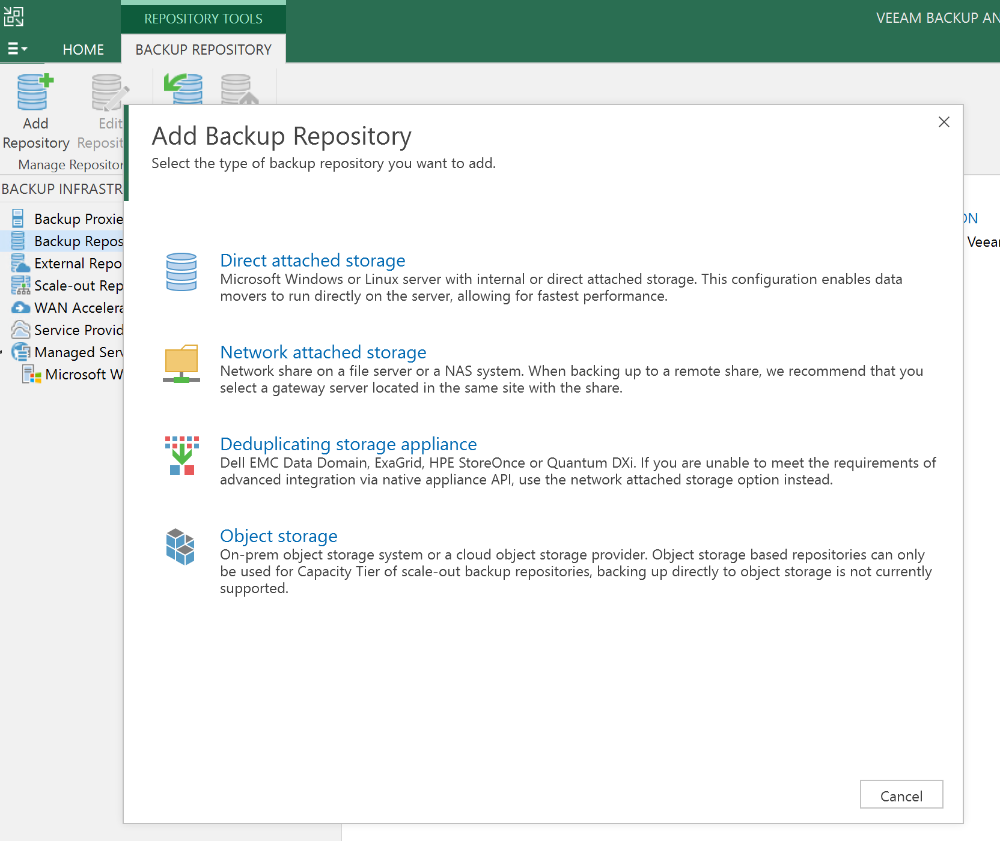 REPOSITORY TOOLS
VEEAM BACKUP AN
HOME
BACKUP REPOSITORY
Add
Repository
Edit
Reposit
Manage Repositor
BACKUP INFRASTR
Backup Proxie
Backup Repos
External Repo
Scale-out Rep
WAN Accelera
Service Provid
Managed Serv
Microsoft W
Add Backup Repository
Select the type of backup repository you want to add.
Direct attached storage
Microsoft Windows or Linux server with internal or direct attached storage. This configuration enables data
movers to run directly on the server, allowing for fastest performance.
Network attached storage
Network share on a file server or a NAS system. When backing up to a remote share, we recommend that you
select a gateway server located in the same site with the share.
Deduplicating storage appliance
Dell EMC Data Domain, ExaGrid, HPE StoreOnce or Quantum DXi. If you are unable to meet the requirements of
advanced integration via native appliance API, use the network attached storage option instead.
Object storage
On-prem object storage system or a cloud object storage provider. Object storage based repositories can only
be used for Capacity Tier of scale-out backup repositories, backing up directly to object storage is not currently
supported.
Cancel
ON
Veea